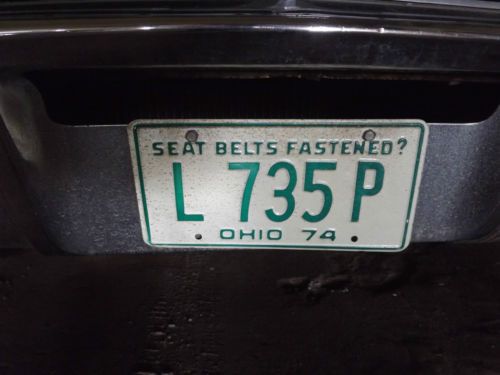 SEAT BELTS FASTENED?
L 735 P
OHIO 74